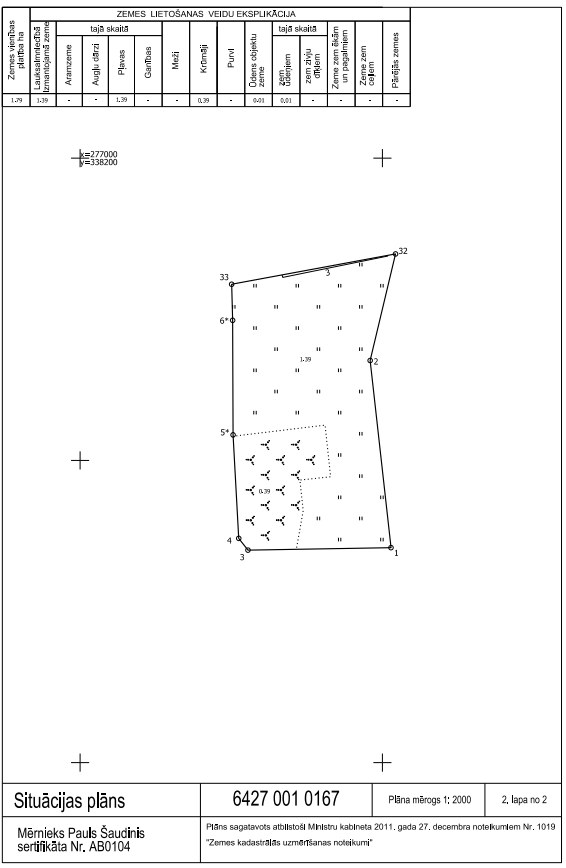 ZEMES LIETOŠANAS VEIDU EKSPLIKĀCIJA
Zemes vienības
platība ha
Lauksaimniecībā
izmantojamā zeme
tajā skaitā
Aramzeme
Augļu dārzi
Pļavas
Ganības
Meži
Krūmāji
Purvi
Ūdens objektu
zeme
tajā skaitā
zem
ūdeņiem
zem zivju
dīķiem
Zeme zem ēkām
un pagalmiem
Zeme zem
ceļiem
Pārējās zemes
1.79 1.39 - - 1.39 - - 0.39 - 0.01 0.01 - - - -
x=277000
y=338200
32
3
33
6*
1.39
2
5*
0.39
4
3
1
Situācijas plāns
6427 001 0167
Plāna mērogs 1: 2000
2. lapa no 2
Mērnieks Pauls Šaudinis
sertifikāta Nr. AB0104
Plāns sagatavots atbilstoši Ministru kabineta 2011. gada 27. decembra noteikumiem Nr. 1019
"Zemes kadastrālās uzmērīšanas noteikumi"